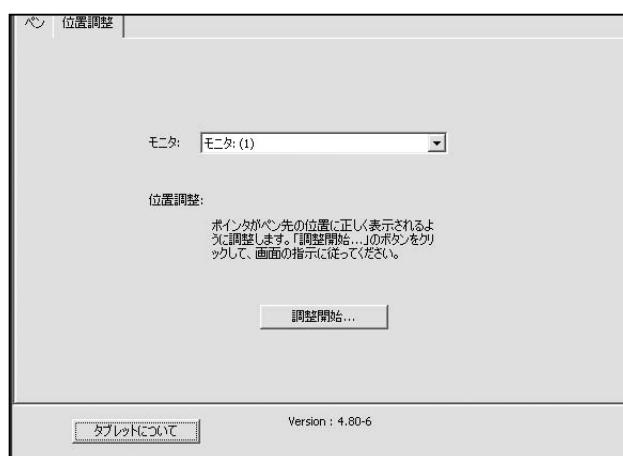 ペン 位置調整
モニタ: モニタ: (1)
位置調整:
ポインタがペン先の位置に正しく表示されるよ
うに調整します。「調整開始...」のボタンをクリ
ックして、画面の指示に従ってください。
調整開始...
タブレットについて Version : 4.80-6